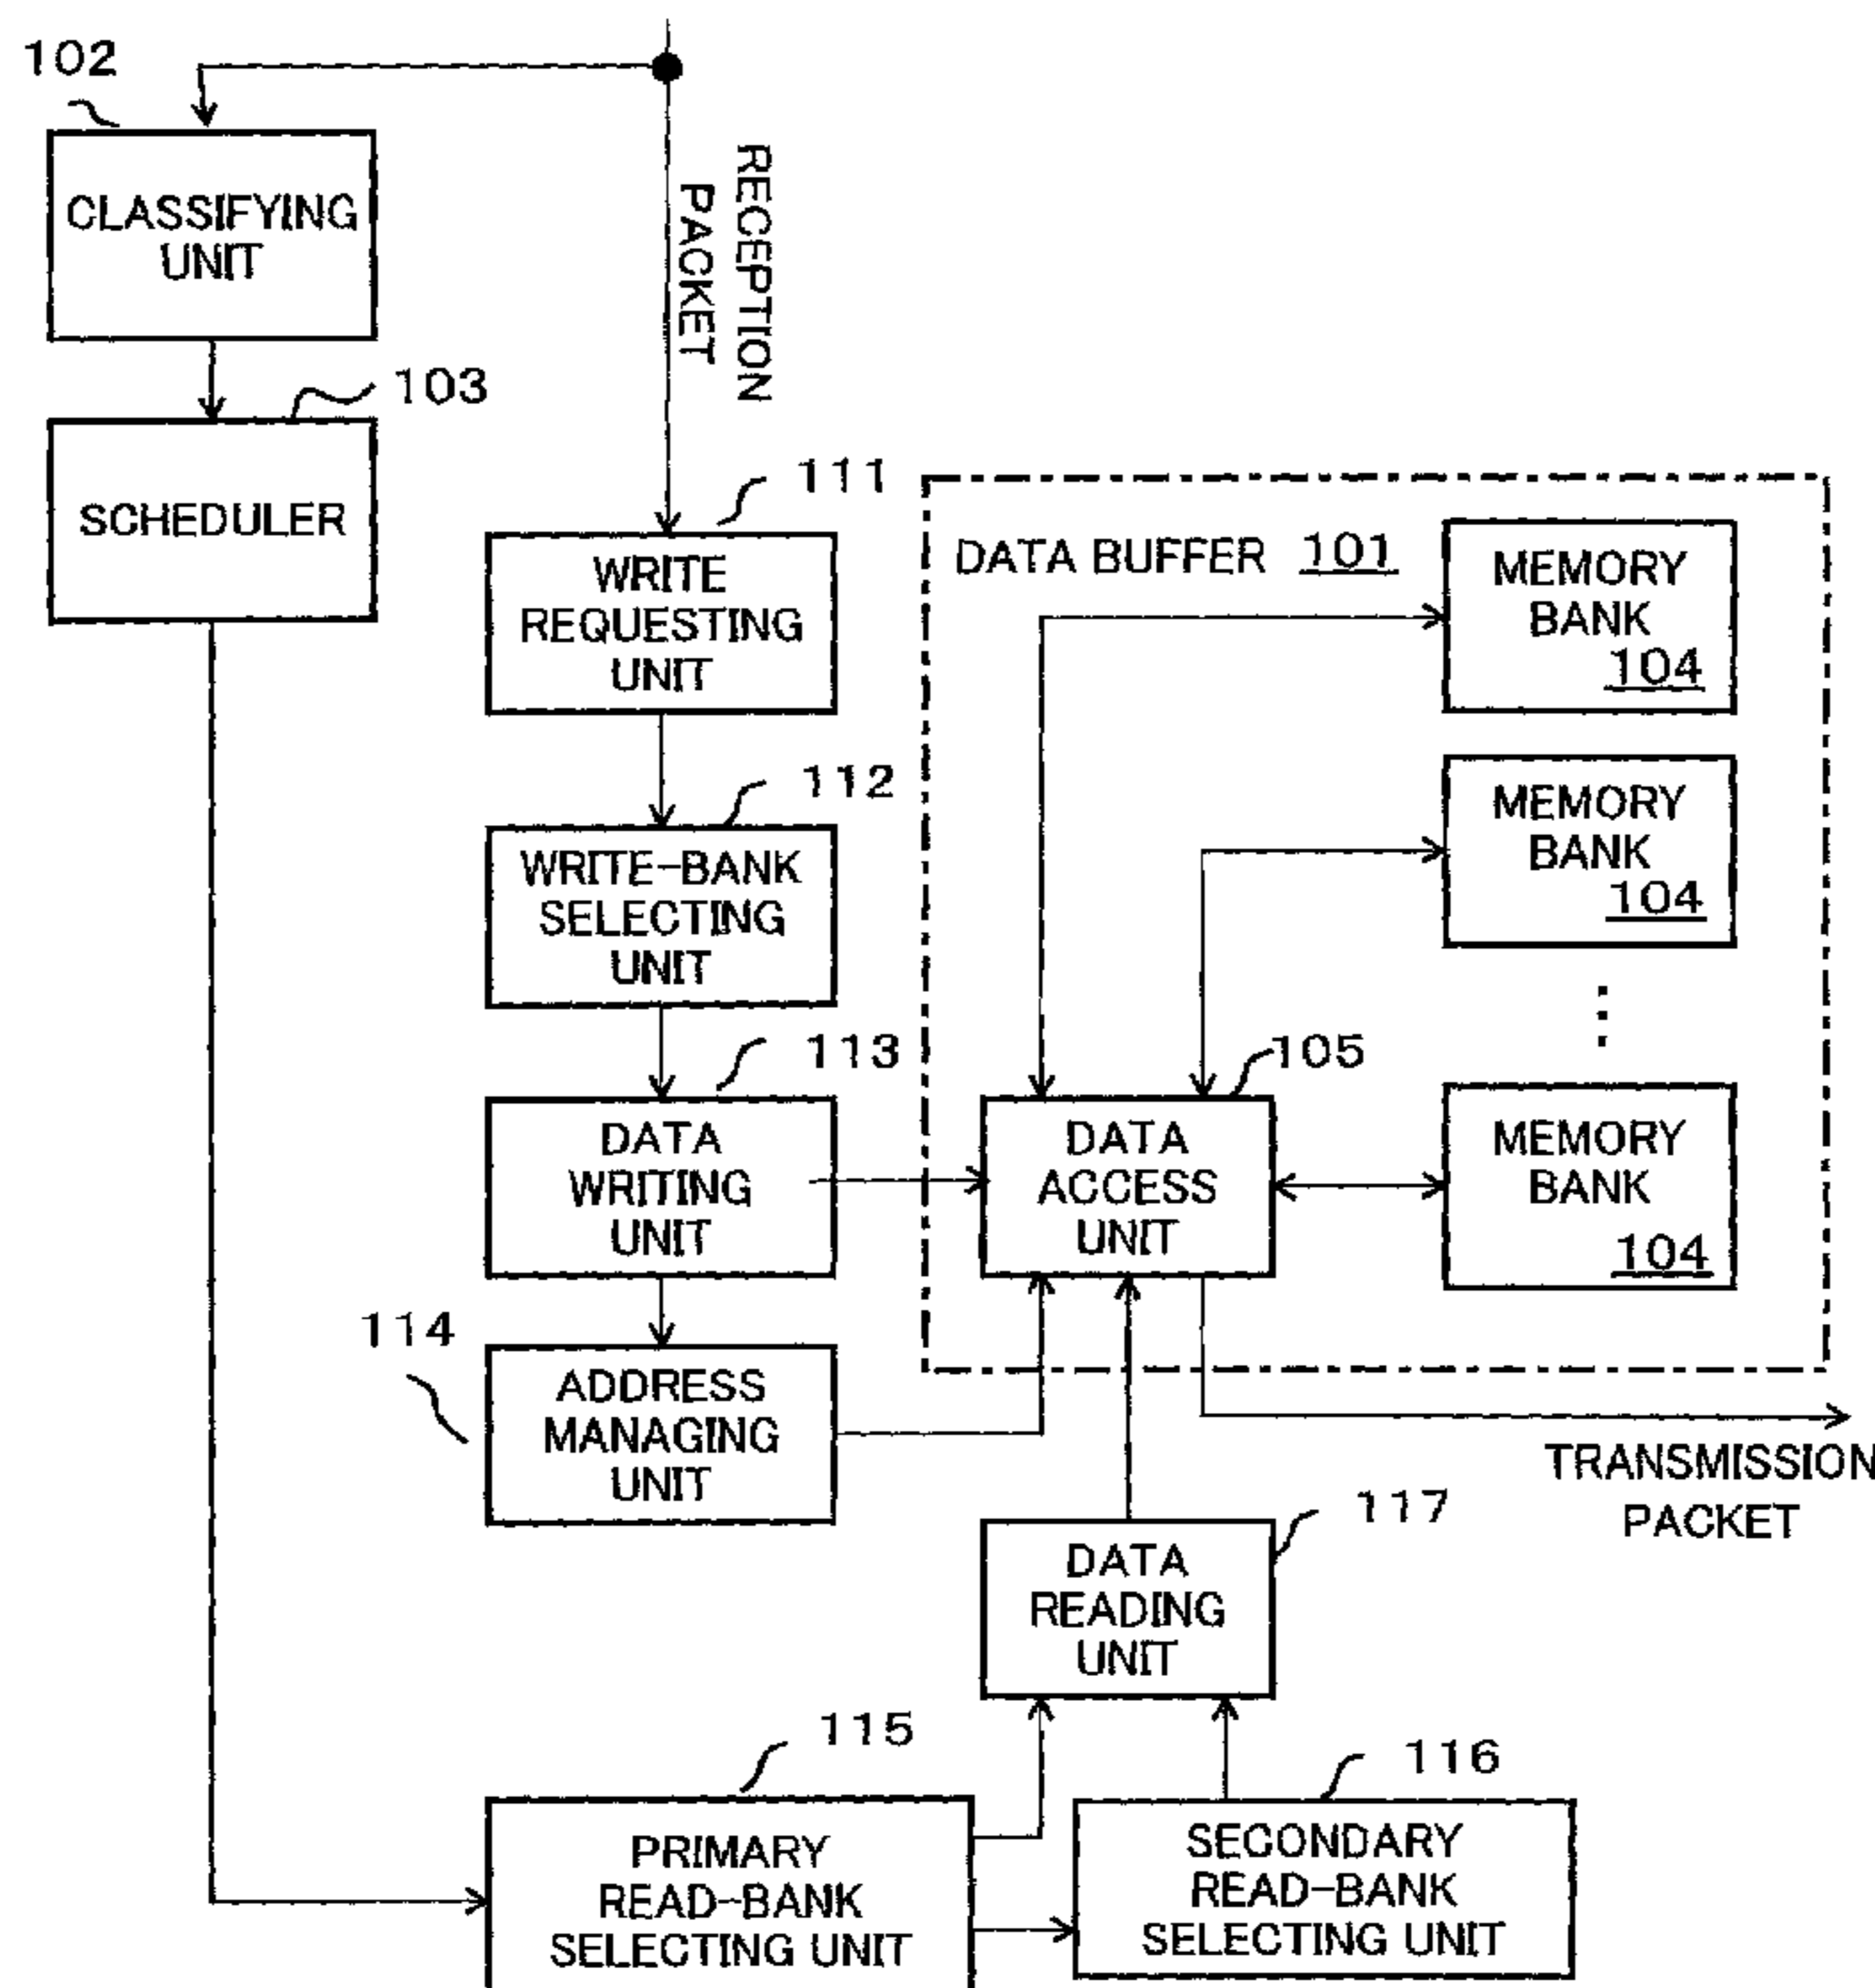 102
CLASSIFYING
UNIT
RECEPTION
PACKET
103
SCHEDULER
111
WRITE
REQUESTING
UNIT
DATA BUFFER 101
MEMORY
BANK
104
112
WRITE-BANK
SELECTING
UNIT
MEMORY
BANK
104
113
DATA
WRITING
UNIT
105
DATA
ACCESS
UNIT
MEMORY
BANK
104
114
ADDRESS
MANAGING
UNIT
TRANSMISSION
PACKET
117
DATA
READING
UNIT
115
PRIMARY
READ-BANK
SELECTING UNIT
116
SECONDARY
READ-BANK
SELECTING UNIT